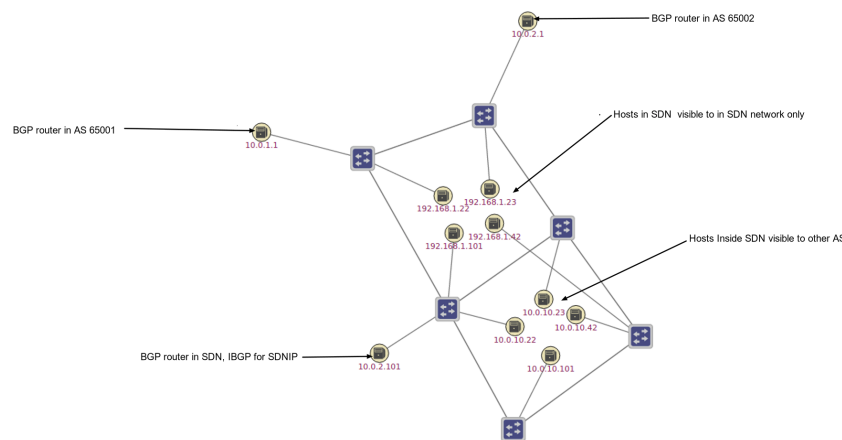 BGP router in AS 65002
10.0.2.1
Hosts in SDN  visible to in SDN network only
BGP router in AS 65001
10.0.1.1
192.168.1.23
192.168.1.22
192.168.1.42
192.168.1.101
Hosts Inside SDN visible to other AS
10.0.10.23
10.0.10.42
10.0.10.22
BGP router in SDN, IBGP for SDNIP
10.0.2.101
10.0.10.101